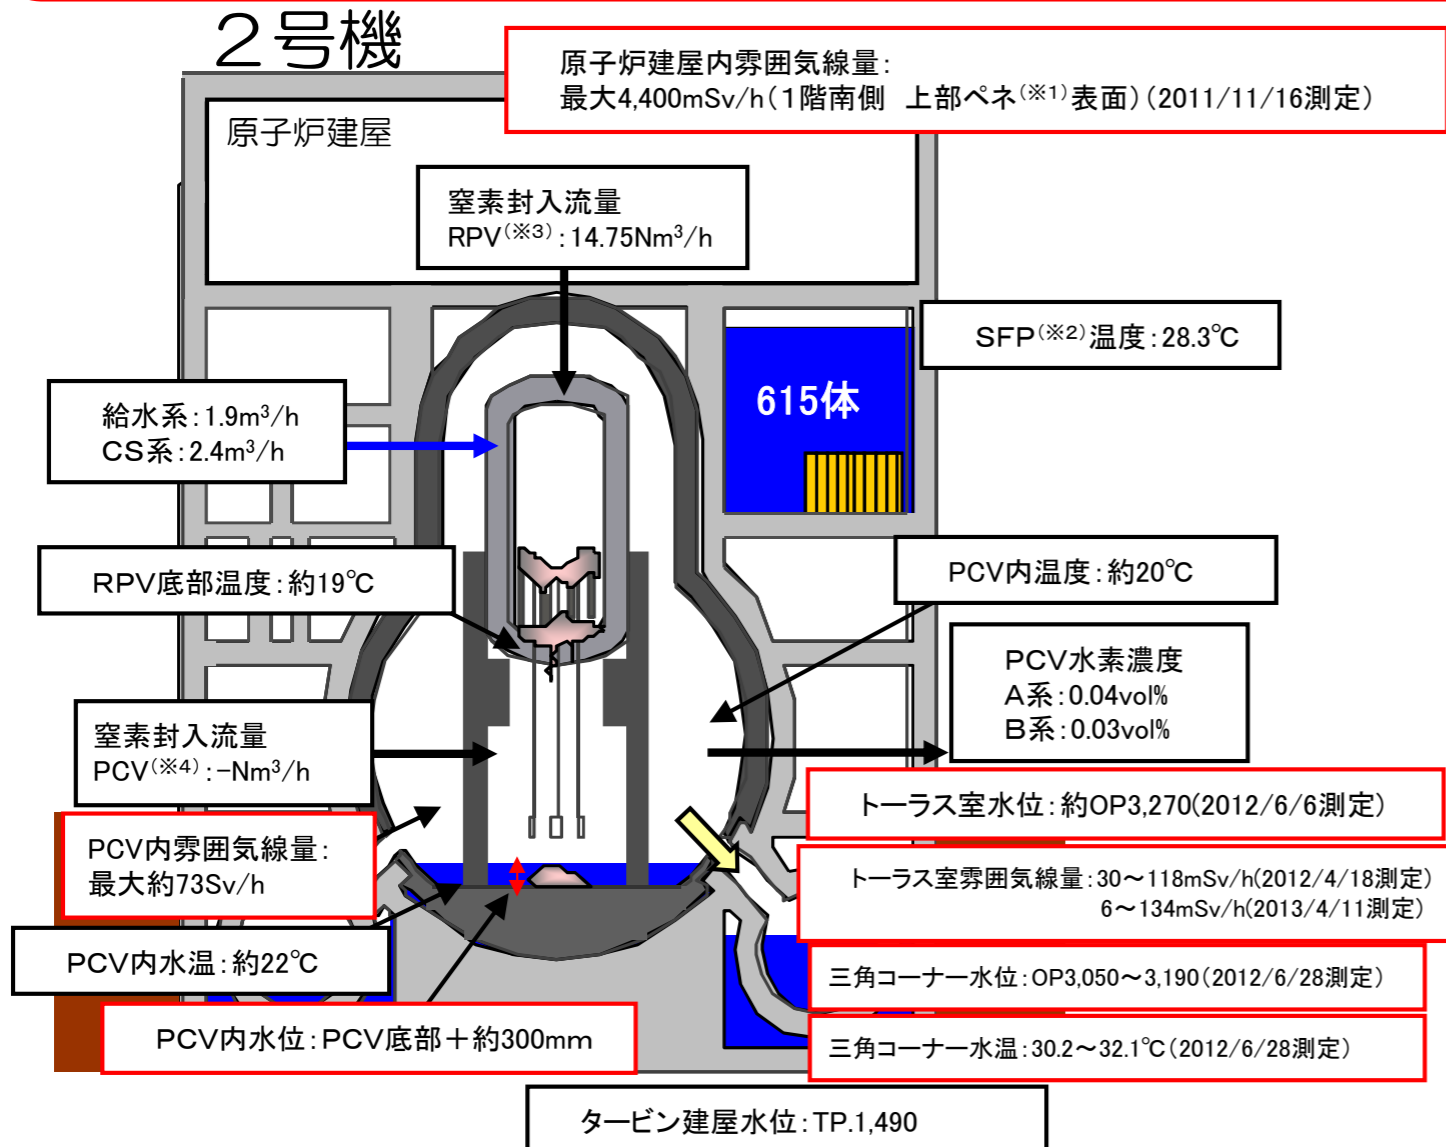 2号機
原子炉建屋内雰囲気線量:
最大4,400mSv/h(1階南側 上部ペネ(※1)表面)(2011/11/16測定)
原子炉建屋
窒素封入流量
RPV(※3):14.75Nm³/h
SFP(※2)温度:28.3℃
615体
給水系:1.9m³/h
CS系:2.4m³/h
RPV底部温度:約19℃
PCV内温度:約20℃
PCV水素濃度
A系:0.04vol%
B系:0.03vol%
窒素封入流量
PCV(※4):-Nm³/h
トーラス室水位:約OP3,270(2012/6/6測定)
PCV内雰囲気線量:
最大約73Sv/h
トーラス室雰囲気線量:30~118mSv/h(2012/4/18測定)
6~134mSv/h(2013/4/11測定)
PCV内水温:約22℃
三角コーナー水位:OP3,050~3,190(2012/6/28測定)
PCV内水位:PCV底部+約300mm
三角コーナー水温:30.2~32.1℃(2012/6/28測定)
タービン建屋水位:TP.1,490